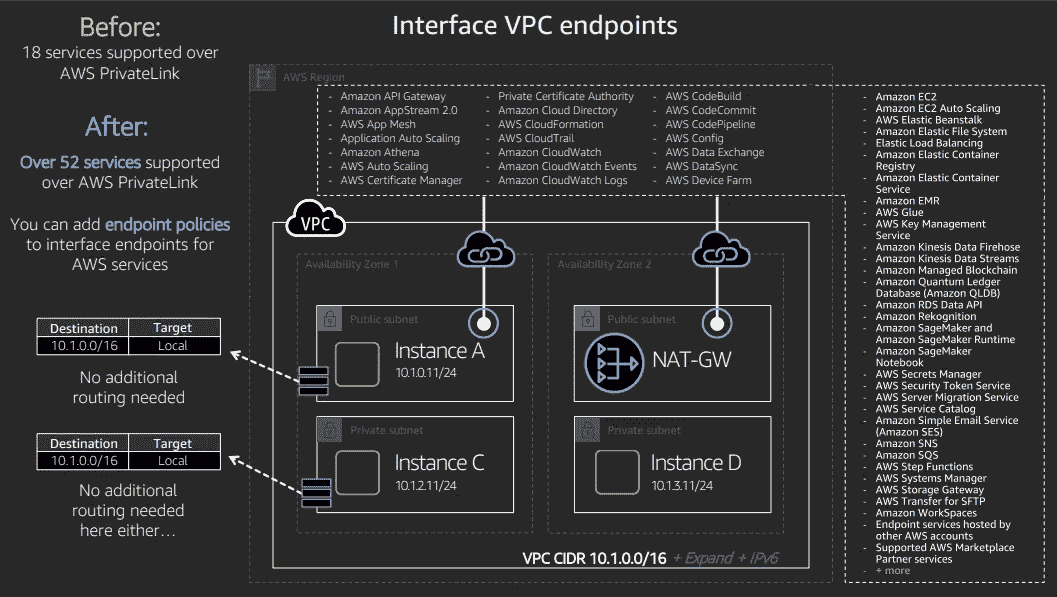 Interface VPC endpoints
Before:
18 services supported over
AWS PrivateLink
After:
Over 52 services supported
over AWS PrivateLink
You can add endpoint policies
to interface endpoints for
AWS services
Destination Target
10.1.0.0/16 Local
No additional
routing needed
Destination Target
10.1.0.0/16 Local
No additional
routing needed
here either…
AWS Region
- Amazon API Gateway
- Amazon AppStream 2.0
- AWS App Mesh
- Application Auto Scaling
- Amazon Athena
- AWS Auto Scaling
- AWS Certificate Manager
- Private Certificate Authority
- Amazon Cloud Directory
- AWS CloudFormation
- AWS CloudTrail
- Amazon CloudWatch
- Amazon CloudWatch Events
- Amazon CloudWatch Logs
- AWS CodeBuild
- AWS CodeCommit
- AWS CodePipeline
- AWS Config
- AWS Data Exchange
- AWS DataSync
- AWS Device Farm
VPC
Availability Zone 1
Public subnet
Instance A
10.1.0.11/24
Private subnet
Instance C
10.1.2.11/24
Availability Zone 2
Public subnet
NAT-GW
Private subnet
Instance D
10.1.3.11/24
VPC CIDR 10.1.0.0/16 + Expand + IPv6
- Amazon EC2
- Amazon EC2 Auto Scaling
- AWS Elastic Beanstalk
- Amazon Elastic File System
- Elastic Load Balancing
- Amazon Elastic Container
Registry
- Amazon Elastic Container
Service
- Amazon EMR
- AWS Glue
- AWS Key Management
Service
- Amazon Kinesis Data Firehose
- Amazon Kinesis Data Streams
- Amazon Managed Blockchain
- Amazon Quantum Ledger
Database (Amazon QLDB)
- Amazon RDS Data API
- Amazon Rekognition
- Amazon SageMaker and
Amazon SageMaker Runtime
- Amazon SageMaker
Notebook
- AWS Secrets Manager
- AWS Security Token Service
- AWS Server Migration Service
- AWS Service Catalog
- Amazon Simple Email Service
(Amazon SES)
- Amazon SNS
- Amazon SQS
- AWS Step Functions
- AWS Systems Manager
- AWS Storage Gateway
- AWS Transfer for SFTP
- Amazon WorkSpaces
- Endpoint services hosted by
other AWS accounts
- Supported AWS Marketplace
Partner services
- + more